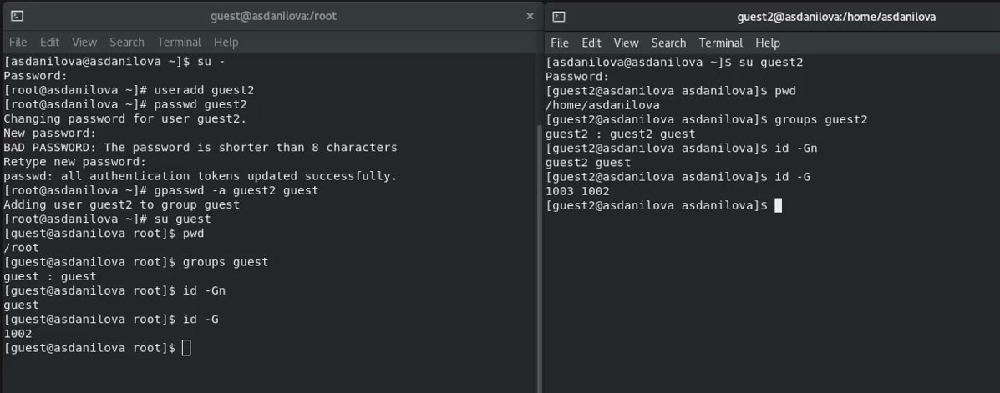 guest@asdanilova:/root
File Edit View Search Terminal Help
[asdanilova@asdanilova ~]$ su -
Password:
[root@asdanilova ~]# useradd guest2
[root@asdanilova ~]# passwd guest2
Changing password for user guest2.
New password:
BAD PASSWORD: The password is shorter than 8 characters
Retype new password:
passwd: all authentication tokens updated successfully.
[root@asdanilova ~]# gpasswd -a guest2 guest
Adding user guest2 to group guest
[root@asdanilova ~]# su guest
[guest@asdanilova root]$ pwd
/root
[guest@asdanilova root]$ groups guest
guest : guest
[guest@asdanilova root]$ id -Gn
guest
[guest@asdanilova root]$ id -G
1002
[guest@asdanilova root]$
guest2@asdanilova:/home/asdanilova
File Edit View Search Terminal Help
[asdanilova@asdanilova ~]$ su guest2
Password:
[guest2@asdanilova asdanilova]$ pwd
/home/asdanilova
[guest2@asdanilova asdanilova]$ groups guest2
guest2 : guest2 guest
[guest2@asdanilova asdanilova]$ id -Gn
guest2 guest
[guest2@asdanilova asdanilova]$ id -G
1003 1002
[guest2@asdanilova asdanilova]$